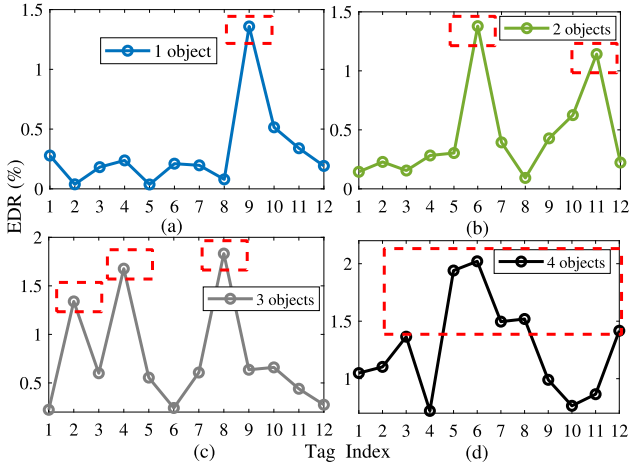 1.5% 1.5%
1 object 2 objects
1 1
0.5 0.5
0 0
1 2 3 4 5 6 7 8 9 10 11 12 1 2 3 4 5 6 7 8 9 10 11 12
(a) (b)
EDR (%)
2
3 objects 4 objects
2
1.5 1.5
1 1
0.5
1 2 3 4 5 6 7 8 9 10 11 12 1 2 3 4 5 6 7 8 9 10 11 12
(c) Tag Index (d)